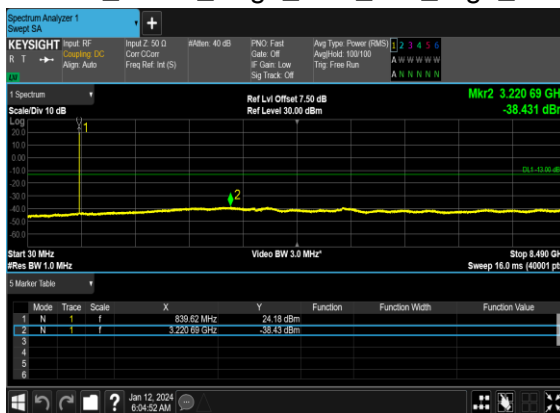 Spectrum Analyzer 1
Swept SA
KEYSIGHT
R T
Input: RF
Coupling: DC
Align: Auto
Input Z: 50 Ω
Corr CCorr
Freq Ref: Int (S)
#Atten: 40 dB
PNO: Fast
Gate: Off
IF Gain: Low
Sig Track: Off
Avg Type: Power (RMS)
Avg|Hold: 100/100
Trig: Free Run
1 2 3 4 5 6
A W W W W W
A N N N N N
1 Spectrum
Scale/Div 10 dB
Log
Ref Lvl Offset 7.50 dB
Ref Level 30.00 dBm
Mkr2 3.220 69 GH
-38.431 dBr
20.0
10.0
0.00
-10.0
-20.0
-30.0
-40.0
-50.0
-60.0
1
2
DL1 -13.00 dB
Start 30 MHz
#Res BW 1.0 MHz
Video BW 3.0 MHz*
Stop 8.490 GH
Sweep 16.0 ms (40001 pt
5 Marker Table
Mode Trace Scale X Y Function Function Width Function Value
1 N 1 f 839.62 MHz 24.18 dBm
2 N 1 f 3.220 69 GHz -38.43 dBm
3
4
5
6
?
Jan 12, 2024
6:04:52 AM